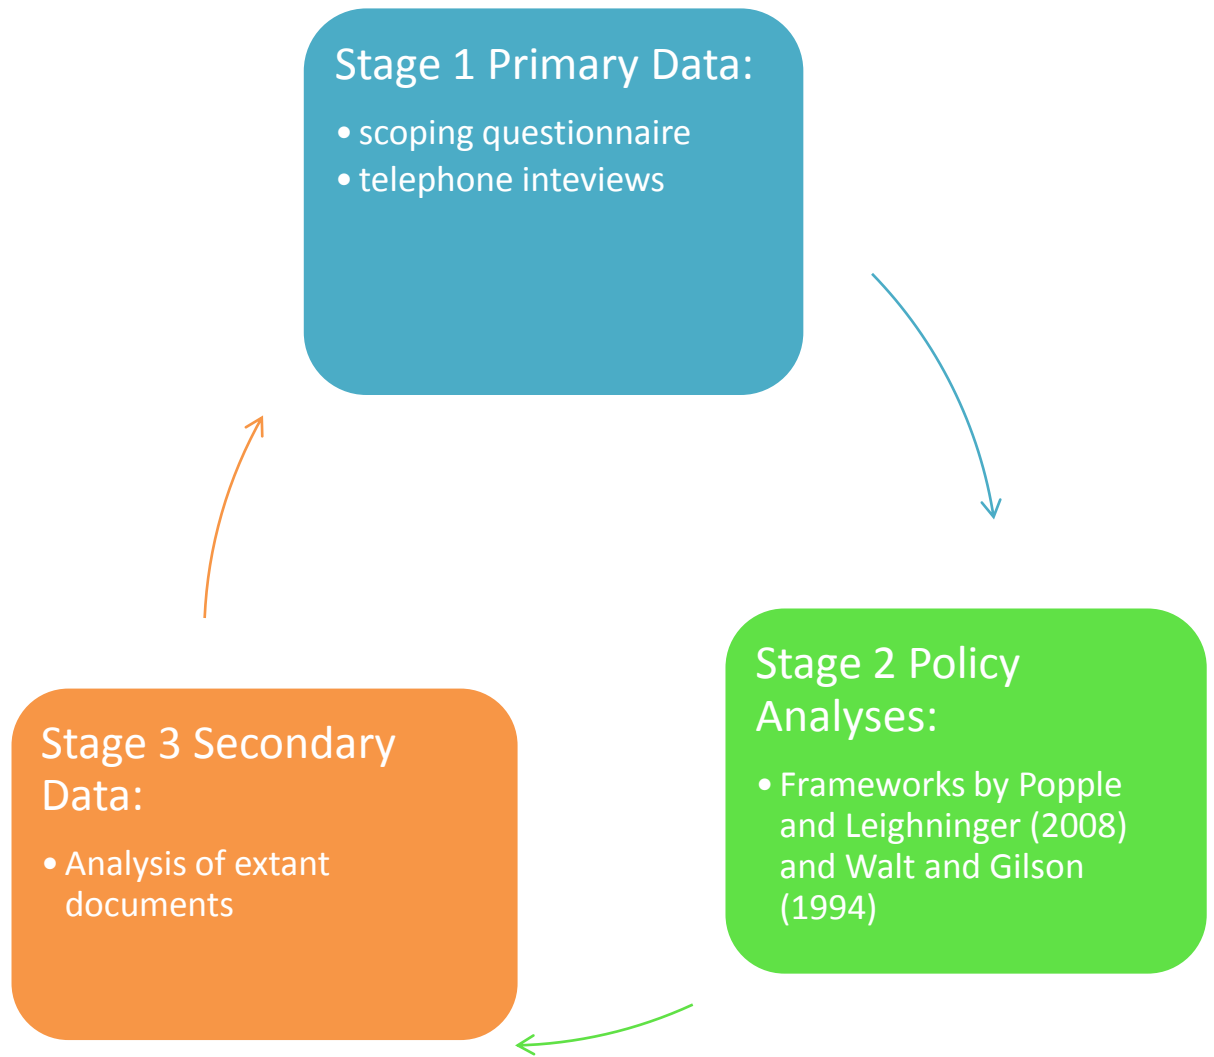 Stage 1 Primary Data:
• scoping questionnaire
• telephone inteviews
Stage 2 Policy
Analyses:
• Frameworks by Popple
and Leighninger (2008)
and Walt and Gilson
(1994)
Stage 3 Secondary
Data:
• Analysis of extant
documents